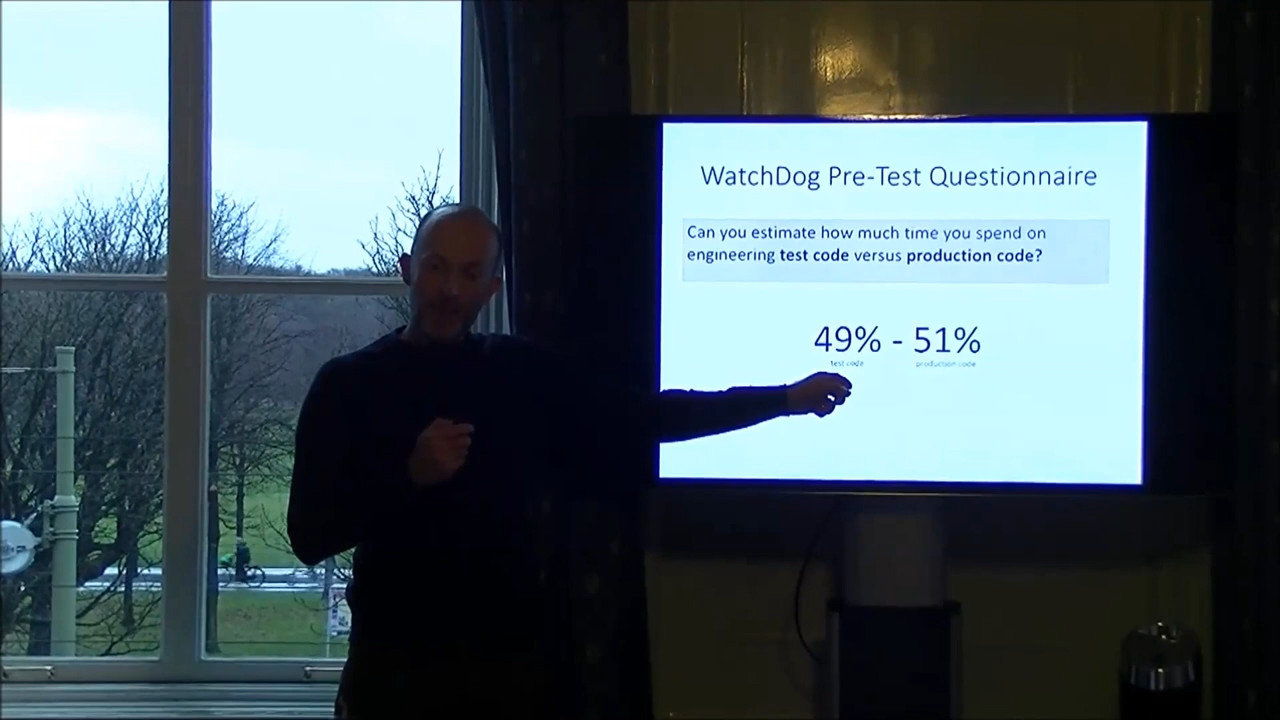 WatchDog Pre-Test Questionnaire
Can you estimate how much time you spend on
engineering test code versus production code?
49% - 51%
test code production code